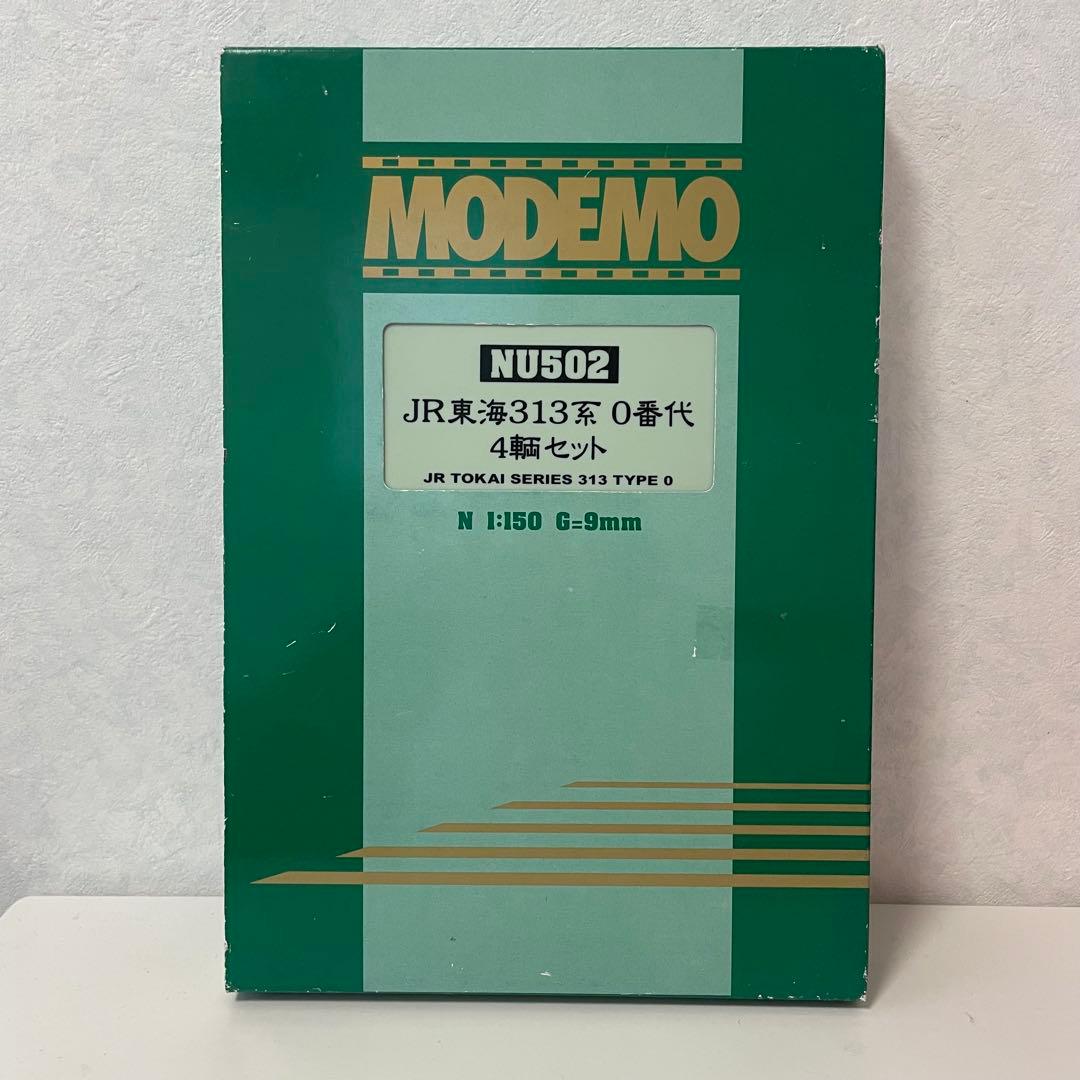 MODEMO
NU502
JR東海313系 0番代
4輌セット
JR TOKAI SERIES 313 TYPE 0
N 1:150 G=9mm